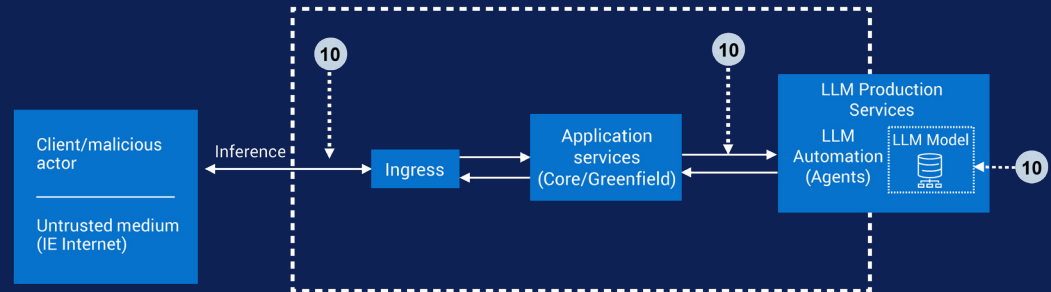 10
10
Client/malicious
actor
Untrusted medium
(IE Internet)
Inference
Ingress
Application
services
(Core/Greenfield)
LLM Production
Services
LLM
Automation
(Agents)
LLM Model
10